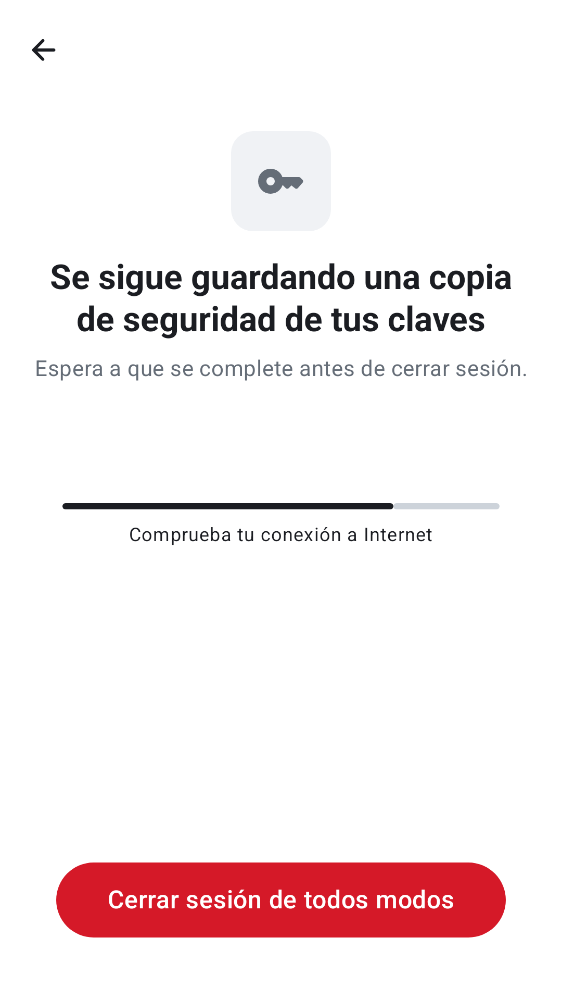 Se sigue guardando una copia
de seguridad de tus claves
Espera a que se complete antes de cerrar sesión.
Comprueba tu conexión a Internet
Cerrar sesión de todos modos